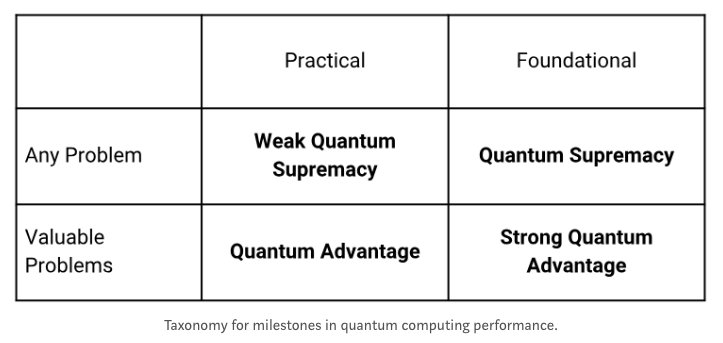 Practical
Foundational
Any Problem
Weak Quantum
Supremacy
Quantum Supremacy
Valuable
Problems
Quantum Advantage
Strong Quantum
Advantage
Taxonomy for milestones in quantum computing performance.